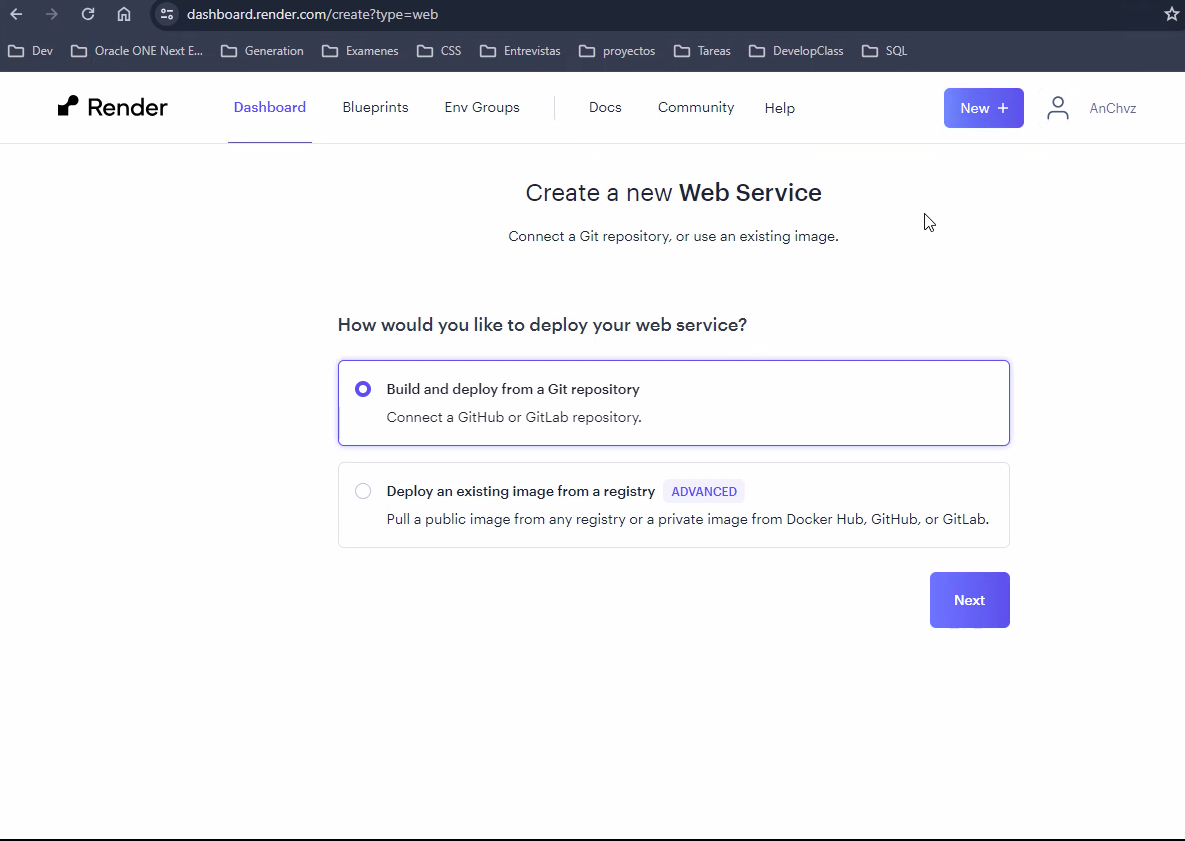 dashboard.render.com/create?type=web
Dev Oracle ONE Next E... Generation Examenes CSS Entrevistas proyectos Tareas DevelopClass SQL
Render Dashboard Blueprints Env Groups Docs Community Help New + AnChvz
Create a new Web Service
Connect a Git repository, or use an existing image.
How would you like to deploy your web service?
Build and deploy from a Git repository
Connect a GitHub or GitLab repository.
Deploy an existing image from a registry ADVANCED
Pull a public image from any registry or a private image from Docker Hub, GitHub, or GitLab.
Next